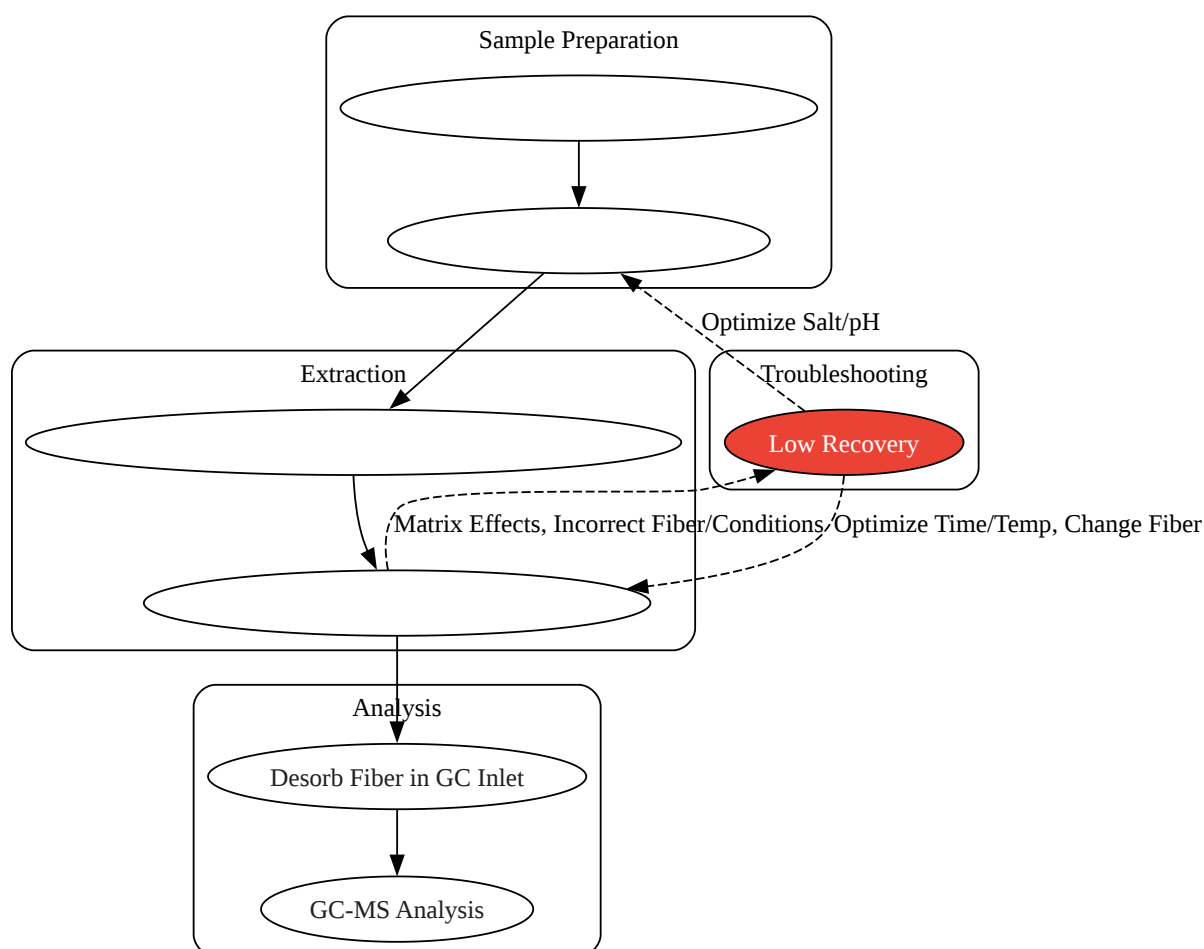 Sample Preparation
Optimize Salt/pH
Extraction
Troubleshooting
Low Recovery
Matrix Effects, Incorrect Fiber/Conditions
Optimize Time/Temp, Change Fiber
Analysis
Desorb Fiber in GC Inlet
GC-MS Analysis